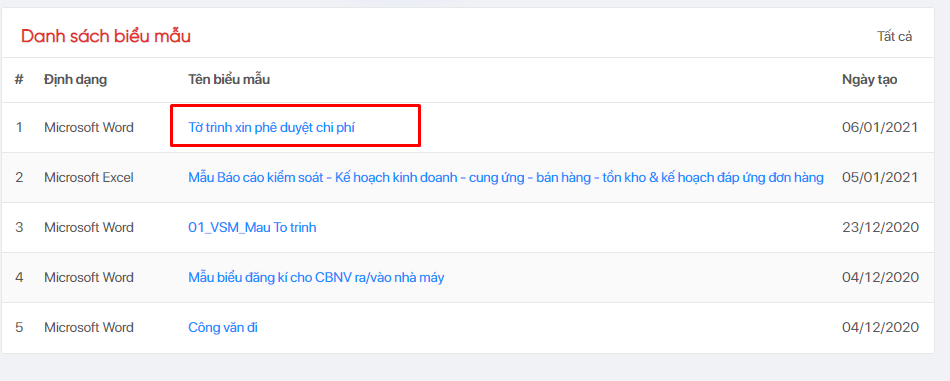 Danh sách biểu mẫu Tất cả
# Định dạng Tên biểu mẫu Ngày tạo
1 Microsoft Word Tờ trình xin phê duyệt chi phí 06/01/2021
2 Microsoft Excel Mẫu Báo cáo kiểm soát - Kế hoạch kinh doanh - cung ứng - bán hàng - tồn kho & kế hoạch đáp ứng đơn hàng 05/01/2021
3 Microsoft Word 01_VSM_Mau To trinh 23/12/2020
4 Microsoft Word Mẫu biểu đăng kí cho CBNV ra/vào nhà máy 04/12/2020
5 Microsoft Word Công văn đi 04/12/2020